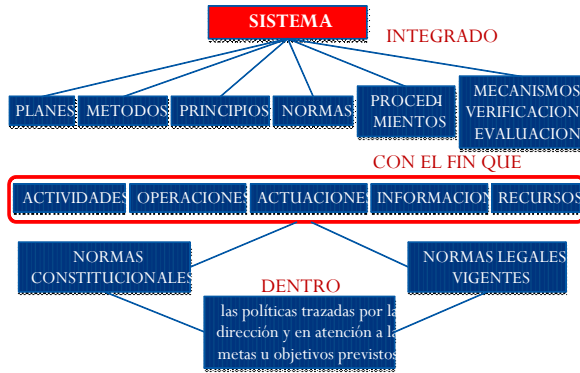 SISTEMA
INTEGRADO
PLANES
METODOS
PRINCIPIOS
NORMAS
PROCEDI
MIENTOS
MECANISMOS
VERIFICACION
EVALUACION
CON EL FIN QUE
ACTIVIDADES
OPERACIONES
ACTUACIONES
INFORMACION
RECURSOS
NORMAS
CONSTITUCIONALES
NORMAS LEGALES
VIGENTES
DENTRO
las políticas trazadas por la
dirección y en atención a la
metas u objetivos previstos